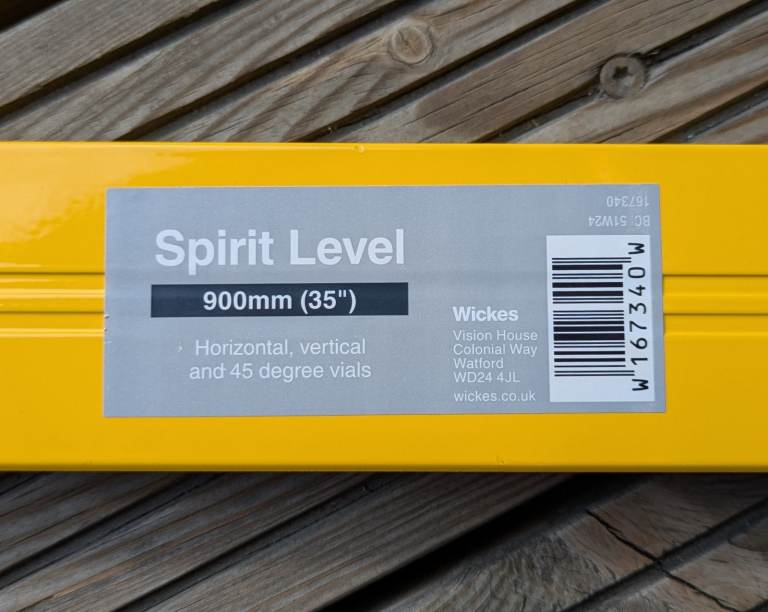 Spirit Level
900mm (35")
Horizontal, vertical
and 45 degree vials
Wickes
Vision House
Colonial Way
Watford
WD24 4JL
wickes.co.uk
W167340W
BC: 51W24
167340